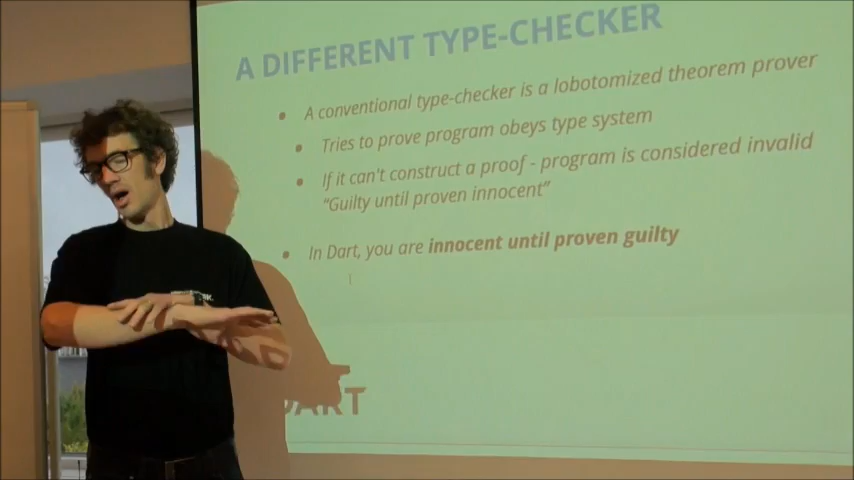 A DIFFERENT TYPE-CHECKER
• A conventional type-checker is a lobotomized theorem prover
• Tries to prove program obeys type system
• If it can't construct a proof - program is considered invalid
"Guilty until proven innocent"
• In Dart, you are innocent until proven guilty
DART